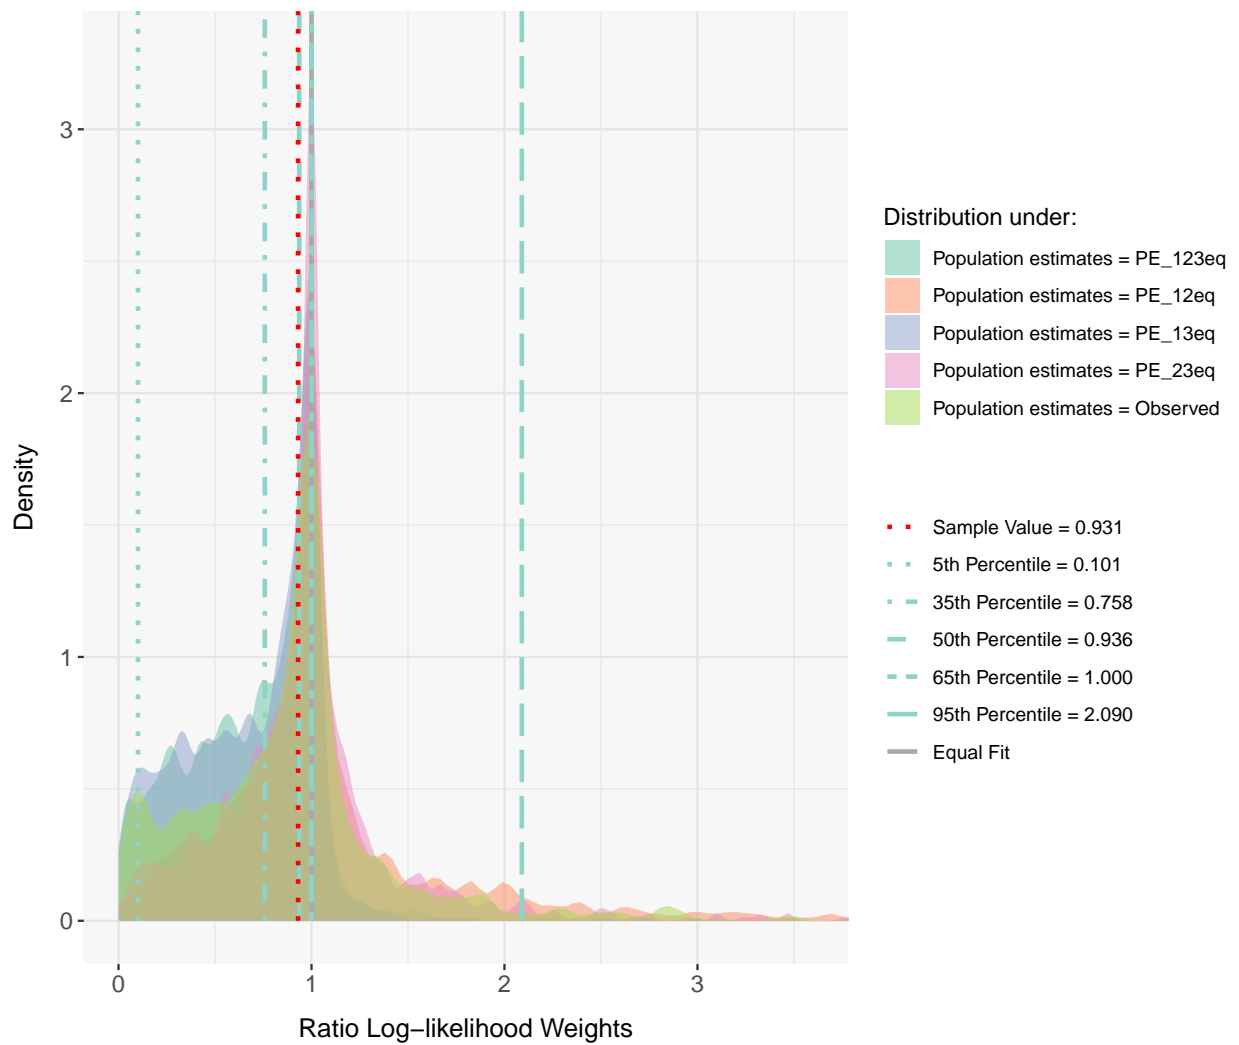 3
2
1
0
Density
0
1
2
3
Ratio Log−likelihood Weights
Distribution under:
Population estimates = PE_123eq
Population estimates = PE_12eq
Population estimates = PE_13eq
Population estimates = PE_23eq
Population estimates = Observed
Sample Value = 0.931
5th Percentile = 0.101
35th Percentile = 0.758
50th Percentile = 0.936
65th Percentile = 1.000
95th Percentile = 2.090
Equal Fit